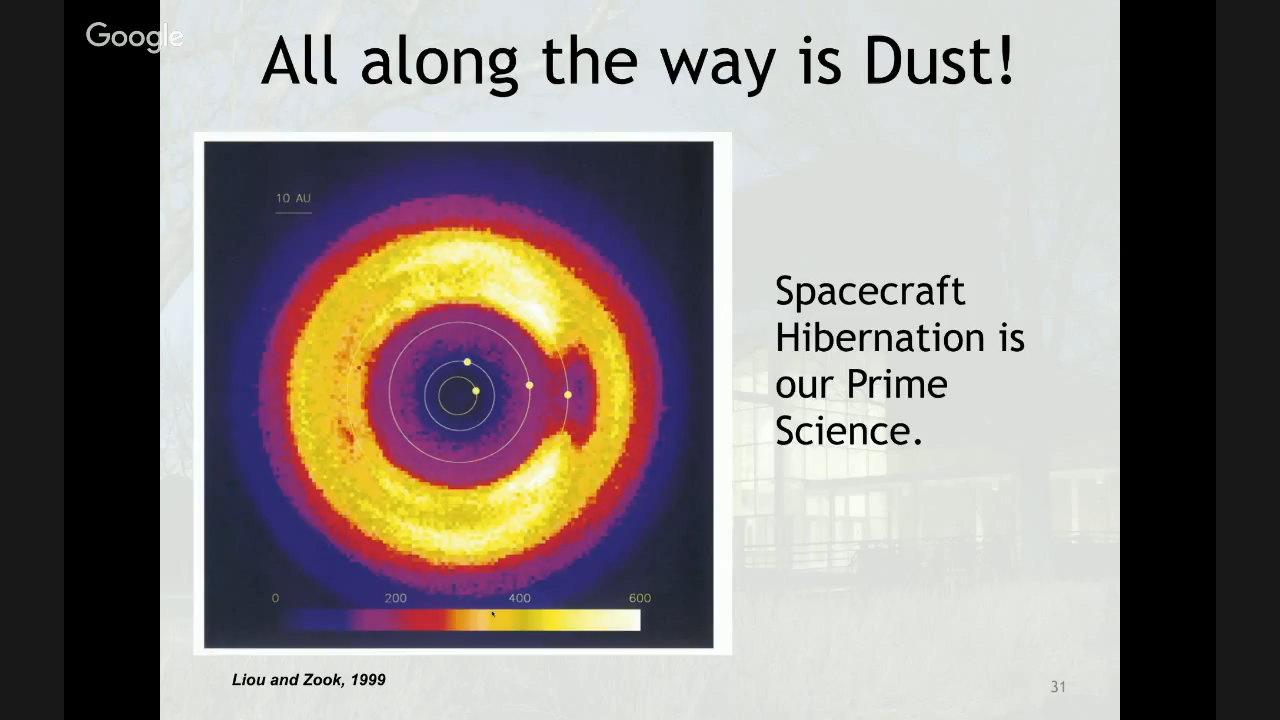 Google
All along the way is Dust!
10 AU
Spacecraft
Hibernation is
our Prime
Science.
0 200 400 600
Liou and Zook, 1999
31